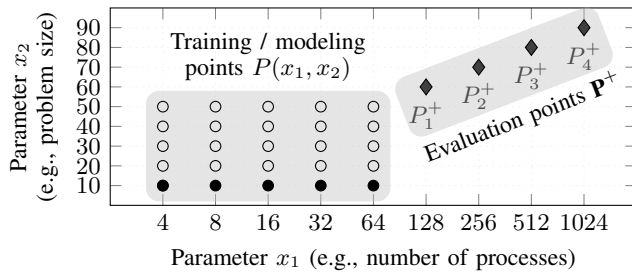 Parameter x₂
(e.g., problem size)
90
80
70
60
50
40
30
20
10
Training / modeling
points P(x₁, x₂)
P₁⁺
P₂⁺
P₃⁺
P₄⁺
Evaluation points P⁺
4 8 16 32 64 128 256 512 1024
Parameter x₁ (e.g., number of processes)